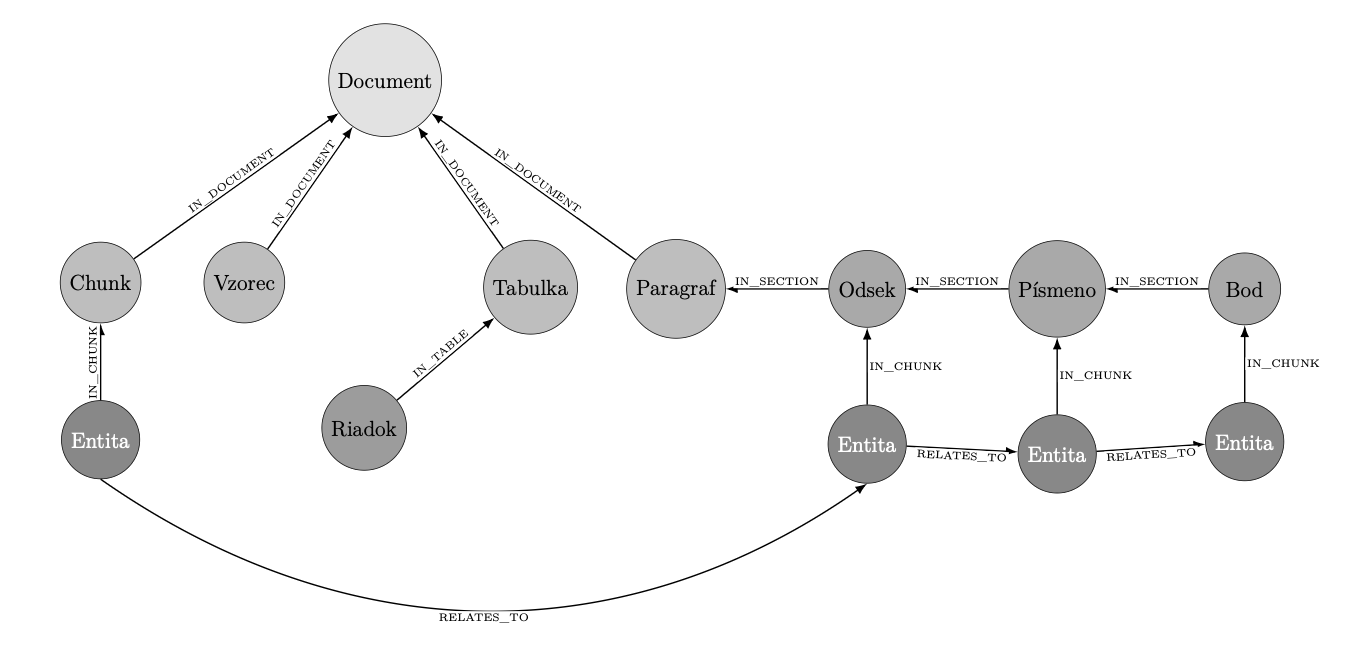 Document
IN_DOCUMENT
IN_DOCUMENT
IN_DOCUMENT
IN_DOCUMENT
Chunk
Vzorec
Tabulka
Paragraf
IN_SECTION
Odsek
IN_SECTION
Písmeno
IN_SECTION
Bod
IN_CHUNK
IN_TABLE
IN_CHUNK
IN_CHUNK
IN_CHUNK
Entita
Riadok
Entita
RELATES_TO
Entita
RELATES_TO
Entita
RELATES_TO